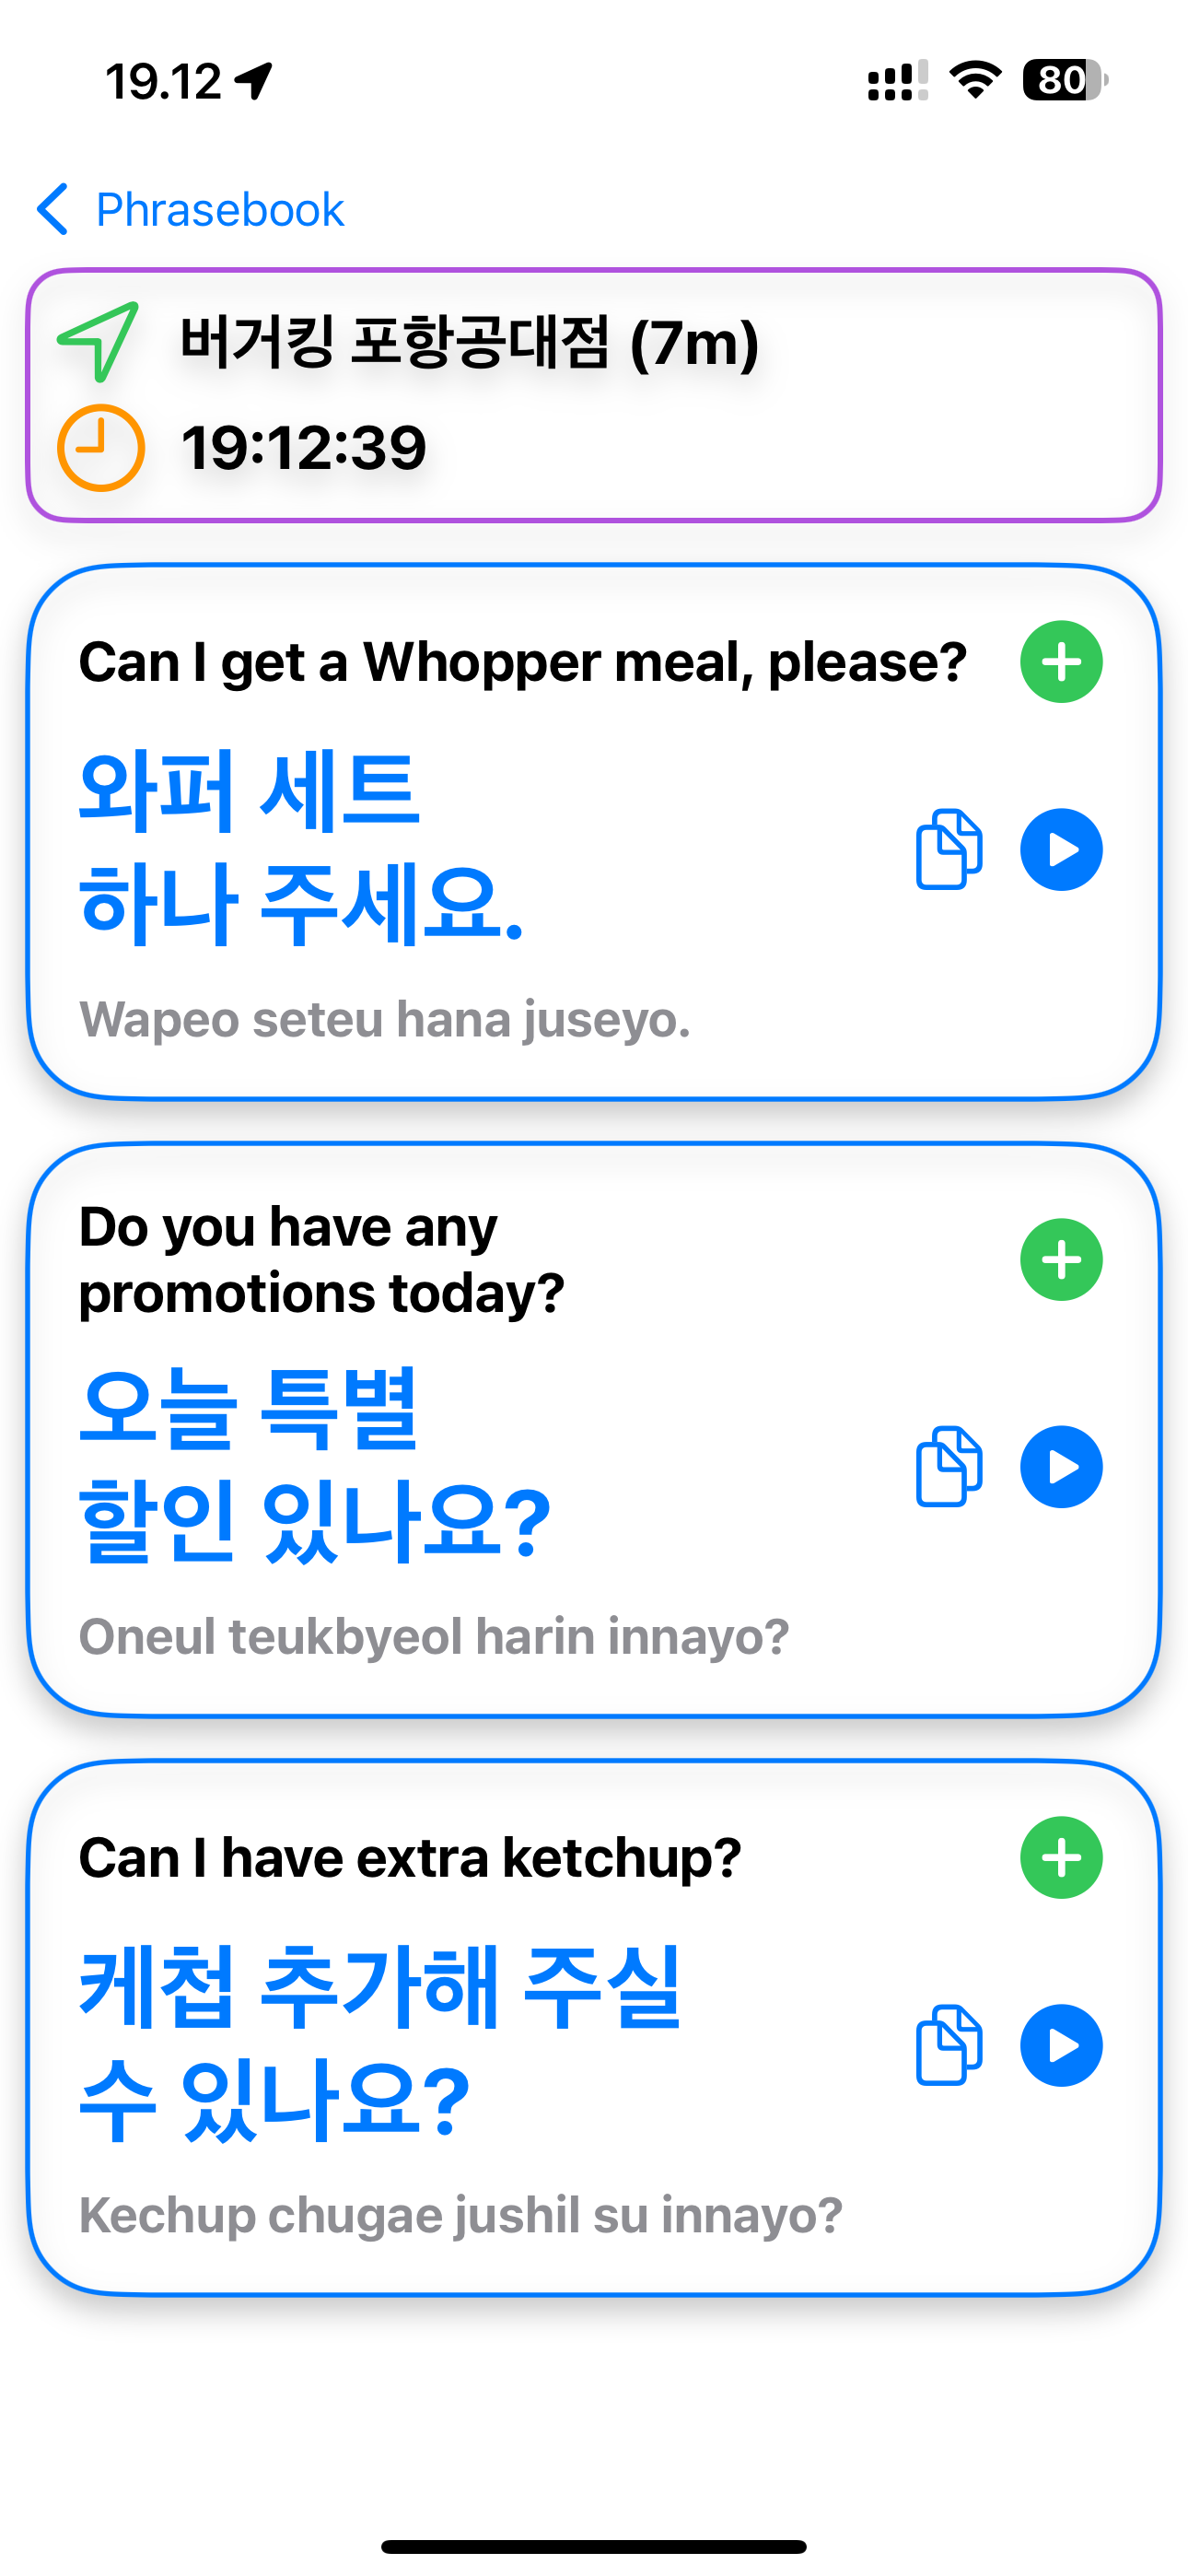 19.12
80
Phrasebook
버거킹 포항공대점 (7m)
19:12:39
Can I get a Whopper meal, please?
와퍼 세트
하나 주세요.
Wapeo seteu hana juseyo.
Do you have any
promotions today?
오늘 특별
할인 있나요?
Oneul teukbyeol harin innayo?
Can I have extra ketchup?
케첩 추가해 주실
수 있나요?
Kechup chugae jushil su innayo?